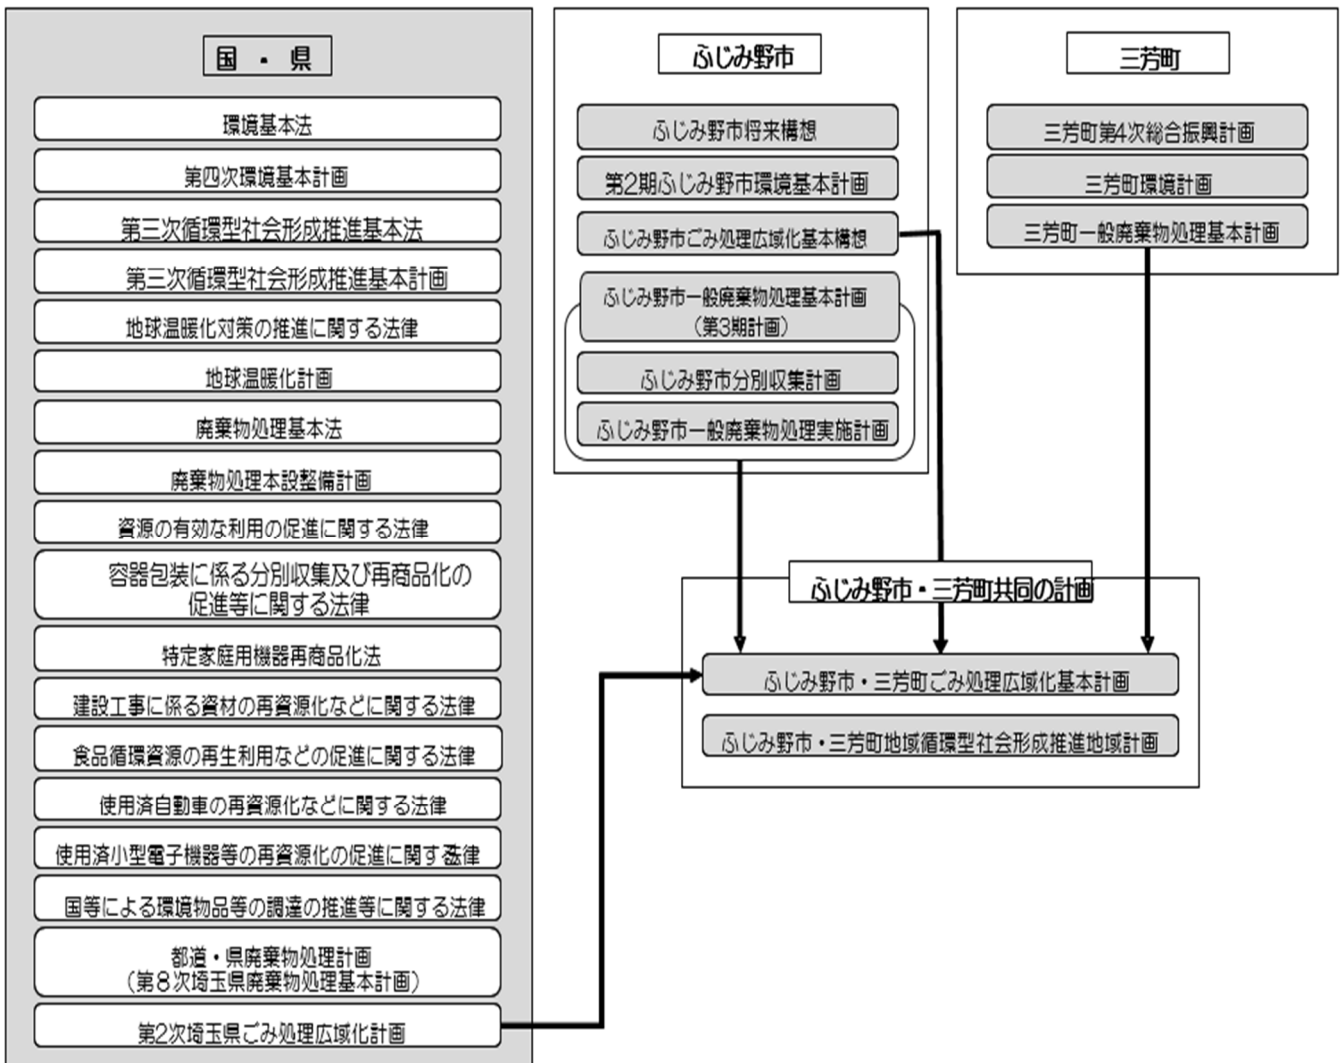 国 ・ 県
環境基本法
第四次環境基本計画
第三次循環型社会形成推進基本法
第三次循環型社会形成推進基本計画
地球温暖化対策の推進に関する法律
地球温暖化計画
廃棄物処理基本法
廃棄物処理本設整備計画
資源の有効な利用の促進に関する法律
容器包装に係る分別収集及び再商品化の
促進等に関する法律
特定家庭用機器再商品化法
建設工事に係る資材の再資源化などに関する法律
食品循環資源の再生利用などの促進に関する法律
使用済自動車の再資源化などに関する法律
使用済小型電子機器等の再資源化の促進に関する法律
国等による環境物品等の調達の推進等に関する法律
都道・県廃棄物処理計画
（第8次埼玉県廃棄物処理基本計画）
第2次埼玉県ごみ処理広域化計画
ふじみ野市
ふじみ野市将来構想
第2期ふじみ野市環境基本計画
ふじみ野市ごみ処理広域化基本構想
ふじみ野市一般廃棄物処理基本計画
（第3期計画）
ふじみ野市分別収集計画
ふじみ野市一般廃棄物処理実施計画
三芳町
三芳町第4次総合振興計画
三芳町環境計画
三芳町一般廃棄物処理基本計画
ふじみ野市・三芳町共同の計画
ふじみ野市・三芳町ごみ処理広域化基本計画
ふじみ野市・三芳町地域循環型社会形成推進地域計画